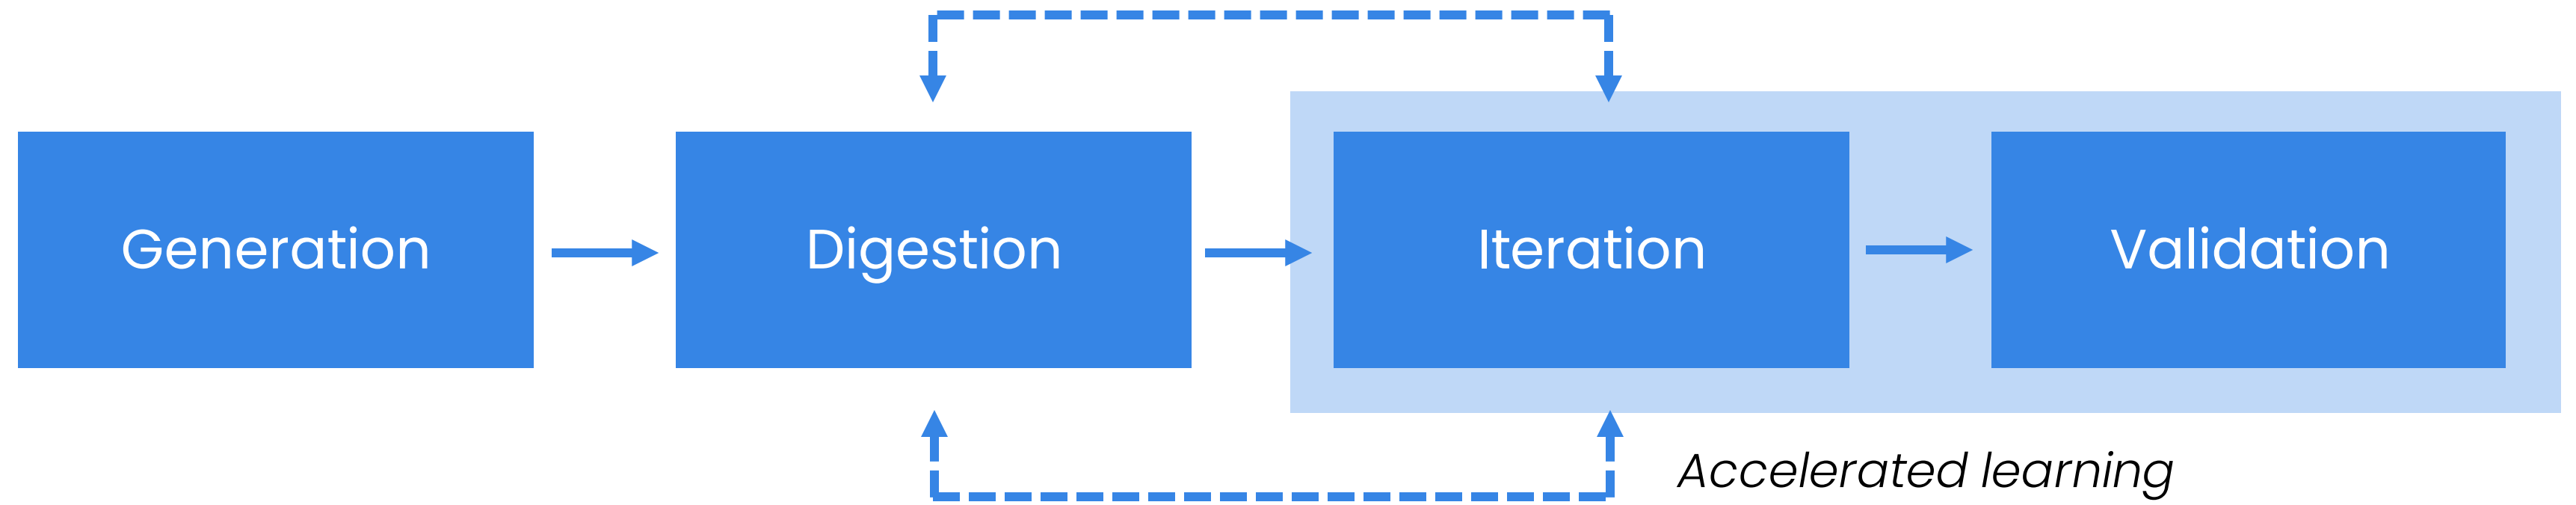 Generation
Digestion
Iteration
Validation
Accelerated learning